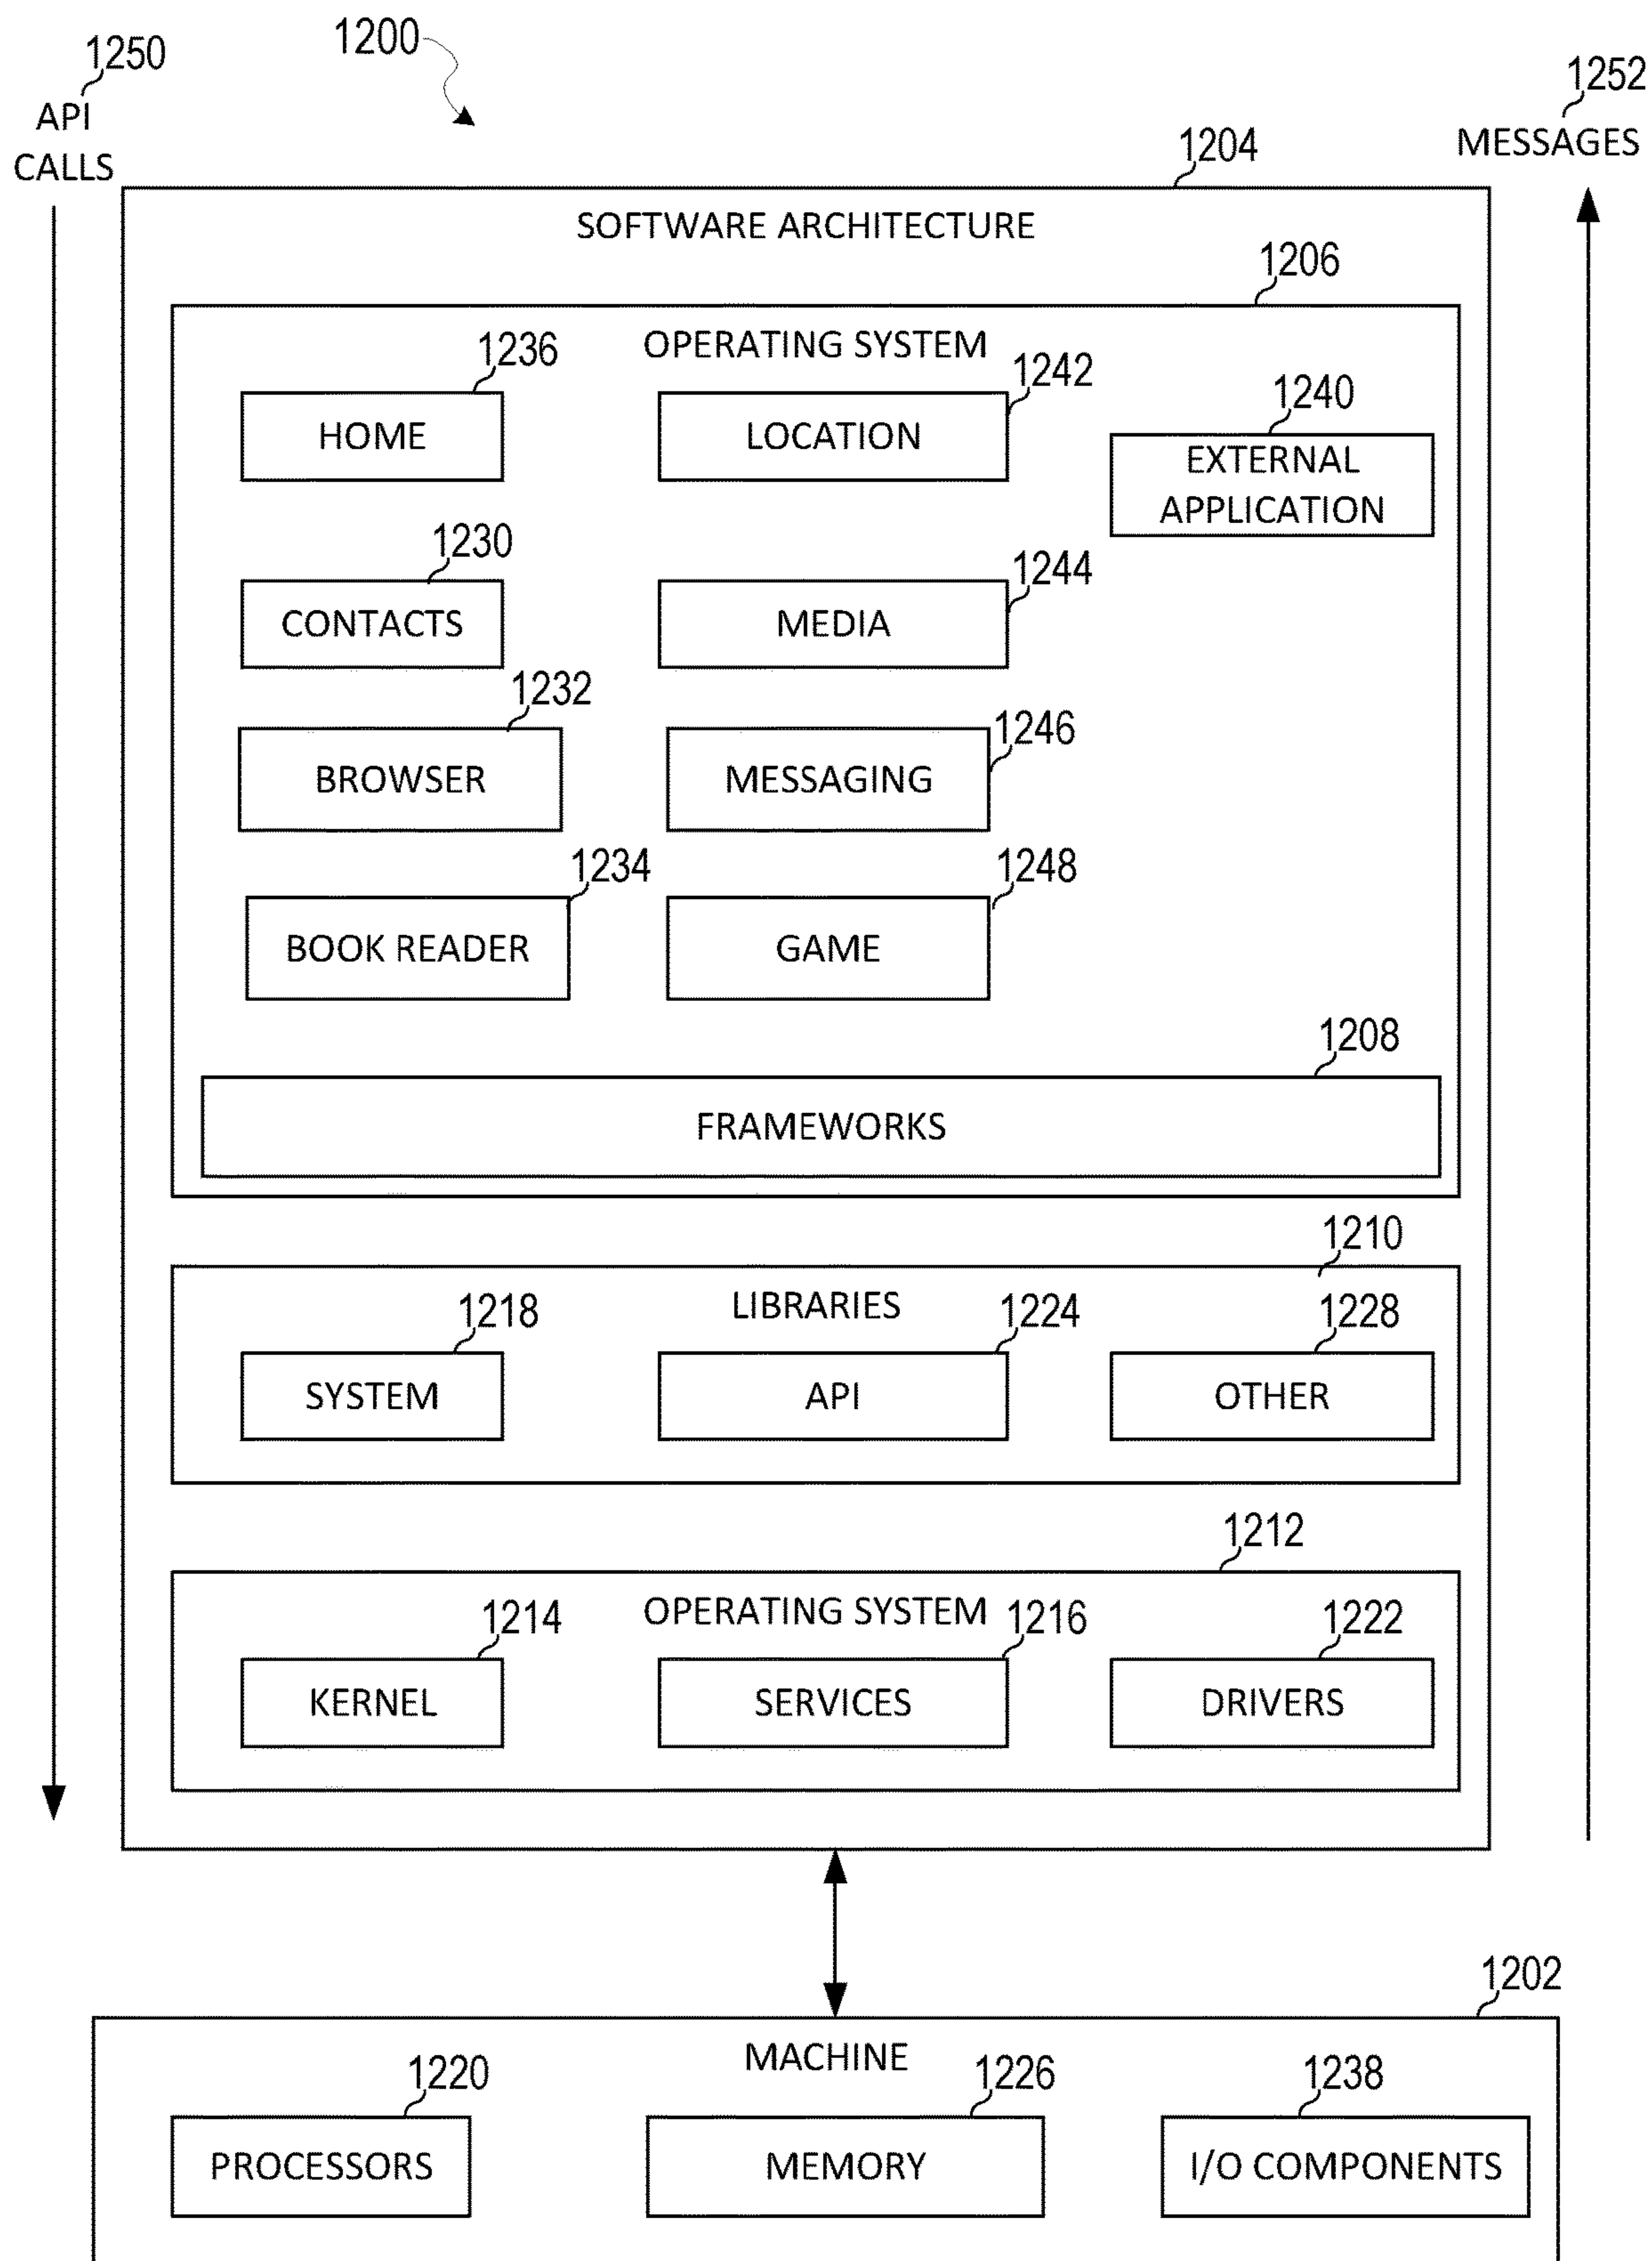 1250
1200
1252
API
CALLS
MESSAGES
1204
SOFTWARE ARCHITECTURE
1206
OPERATING SYSTEM
1236
1242
1240
HOME
LOCATION
EXTERNAL
APPLICATION
1230
1244
CONTACTS
MEDIA
1232
1246
BROWSER
MESSAGING
1234
1248
BOOK READER
GAME
1208
FRAMEWORKS
1210
LIBRARIES
1218
1224
1228
SYSTEM
API
OTHER
1212
OPERATING SYSTEM
1214
1216
1222
KERNEL
SERVICES
DRIVERS
1202
MACHINE
1220
1226
1238
PROCESSORS
MEMORY
I/O COMPONENTS